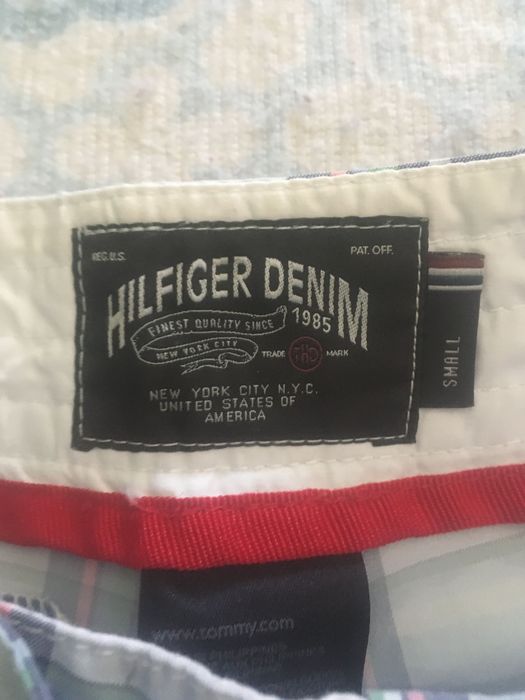 REG.U.S.
PAT. OFF.
HILFIGER DENIM
FINEST QUALITY SINCE 1985
NEW YORK CITY
TRADE THD MARK
NEW YORK CITY N.Y.C.
UNITED STATES OF
AMERICA
SMALL
www.tommy.com
PHILIPPINES